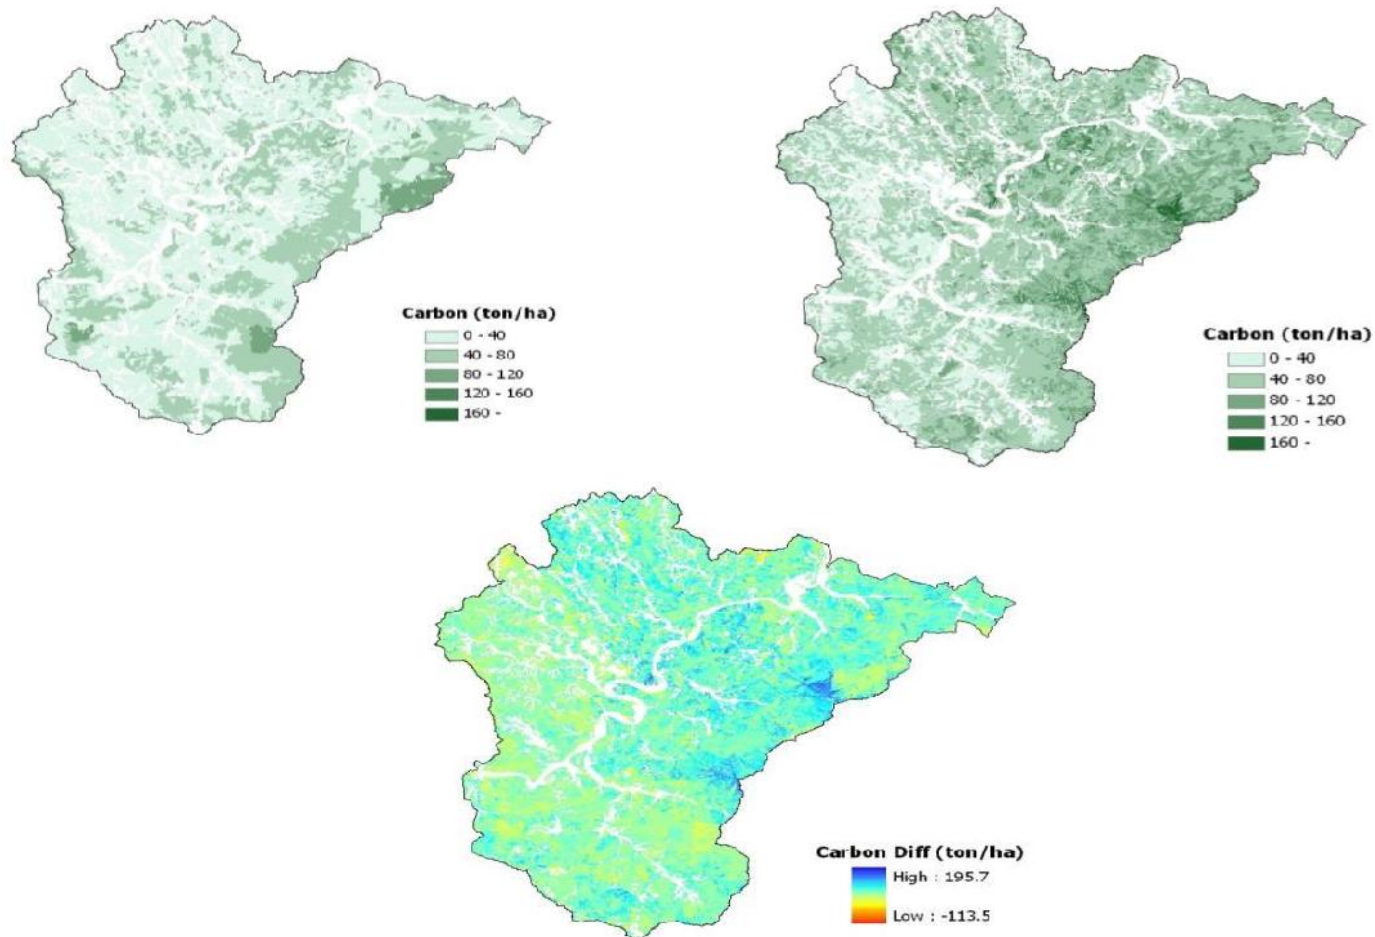 Carbon (ton/ha)
0 - 40
40 - 80
80 - 120
120 - 160
160 -
Carbon (ton/ha)
0 - 40
40 - 80
80 - 120
120 - 160
160 -
Carbon Diff (ton/ha)
High : 195.7
Low : -113.5